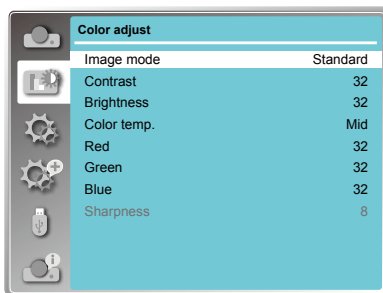 Color adjust
Image mode Standard
Contrast 32
Brightness 32
Color temp. Mid
Red 32
Green 32
Blue 32
Sharpness 8